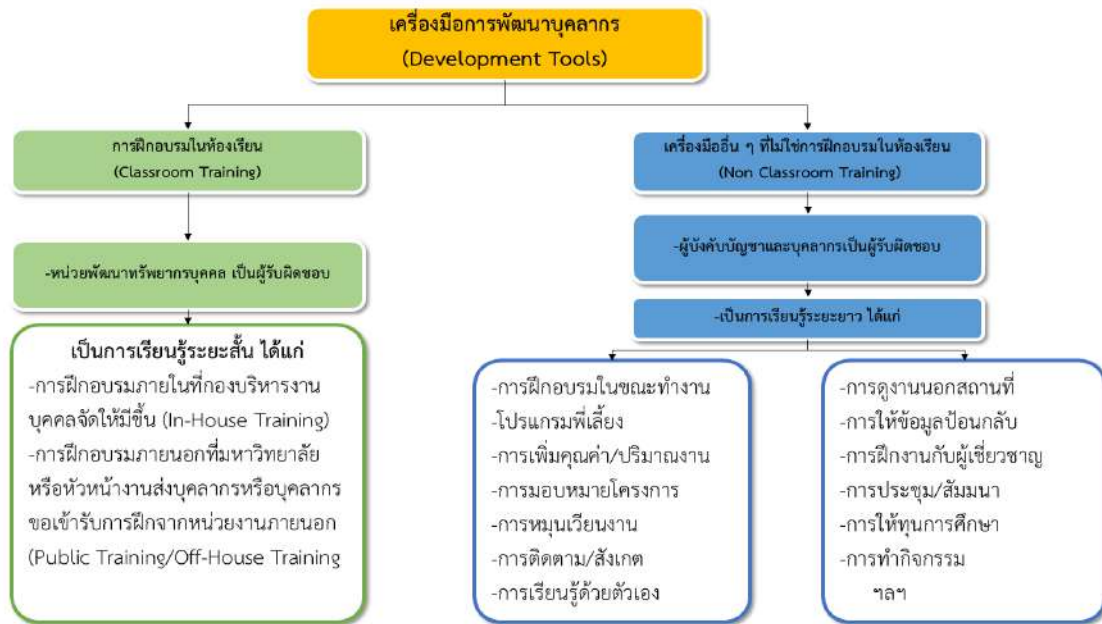 เครื่องมือการพัฒนาบุคลากร
(Development Tools)
การฝึกอบรมในห้องเรียน
(Classroom Training)
-หน่วยพัฒนาทรัพยากรบุคคล เป็นผู้รับผิดชอบ
เป็นการเรียนรู้ระยะสั้น ได้แก่
-การฝึกอบรมภายในที่กองบริหารงาน
บุคคลจัดให้มีขึ้น (In-House Training)
-การฝึกอบรมภายนอกที่มหาวิทยาลัย
หรือหัวหน้างานส่งบุคลากรหรือบุคลากร
ขอเข้ารับการฝึกจากหน่วยงานภายนอก
(Public Training/Off-House Training
เครื่องมืออื่น ๆ ที่ไม่ใช่การฝึกอบรมในห้องเรียน
(Non Classroom Training)
-ผู้บังคับบัญชาและบุคลากรเป็นผู้รับผิดชอบ
-เป็นการเรียนรู้ระยะยาว ได้แก่
-การฝึกอบรมในขณะทำงาน
-โปรแกรมพี่เลี้ยง
-การเพิ่มคุณค่า/ปริมาณงาน
-การมอบหมายโครงการ
-การหมุนเวียนงาน
-การติดตาม/สังเกต
-การเรียนรู้ด้วยตัวเอง
-การดูงานนอกสถานที่
-การให้ข้อมูลป้อนกลับ
-การฝึกงานกับผู้เชี่ยวชาญ
-การประชุม/สัมมนา
-การให้ทุนการศึกษา
-การทำกิจกรรม
ฯลฯ